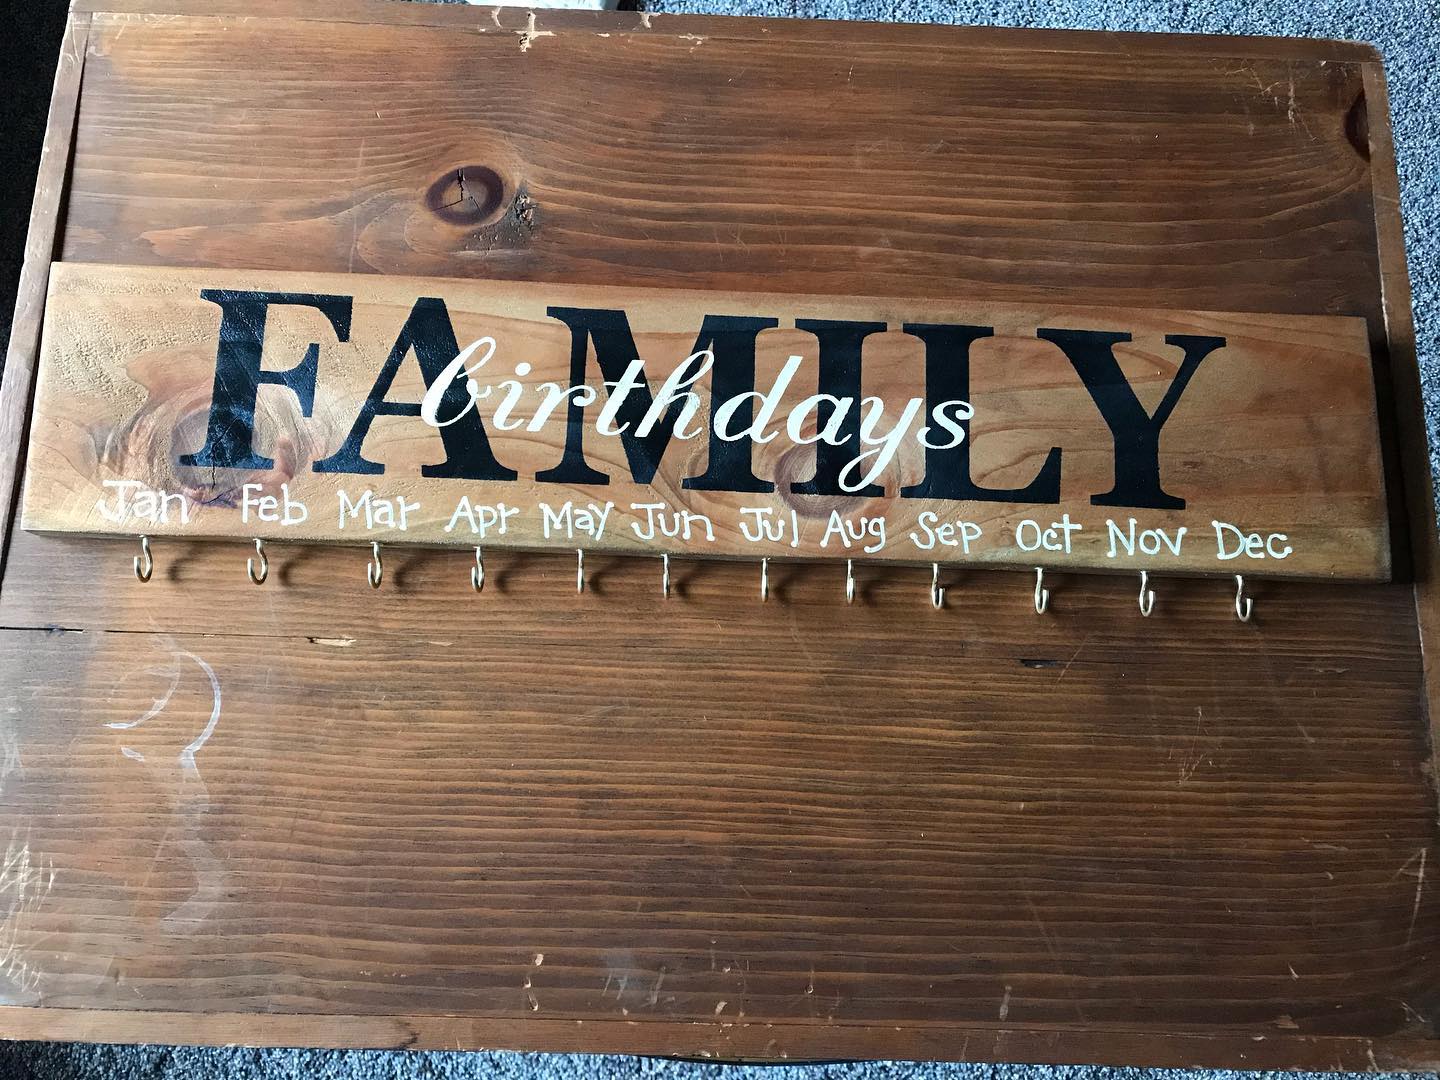 FAMILY
birthdays
Jan Feb Mar Apr May Jun Jul Aug Sep Oct Nov Dec